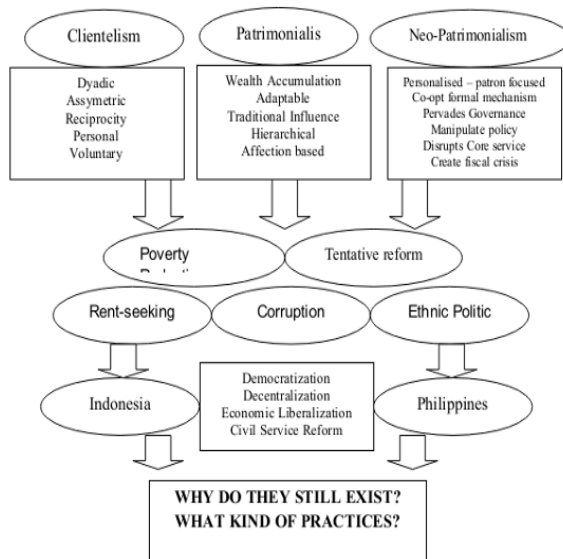 Clientelism
Patrimonialis
Neo-Patrimonialism
Dyadic
Assymetric
Reciprocity
Personal
Voluntary
Wealth Accumulation
Adaptable
Traditional Influence
Hierarchical
Affection based
Personalised – patron focused
Co-opt formal mechanism
Pervades Governance
Manipulate policy
Disrupts Core service
Create fiscal crisis
Poverty
Tentative reform
Rent-seeking
Corruption
Ethnic Politic
Indonesia
Democratization
Decentralization
Economic Liberalization
Civil Service Reform
Philippines
WHY DO THEY STILL EXIST?
WHAT KIND OF PRACTICES?